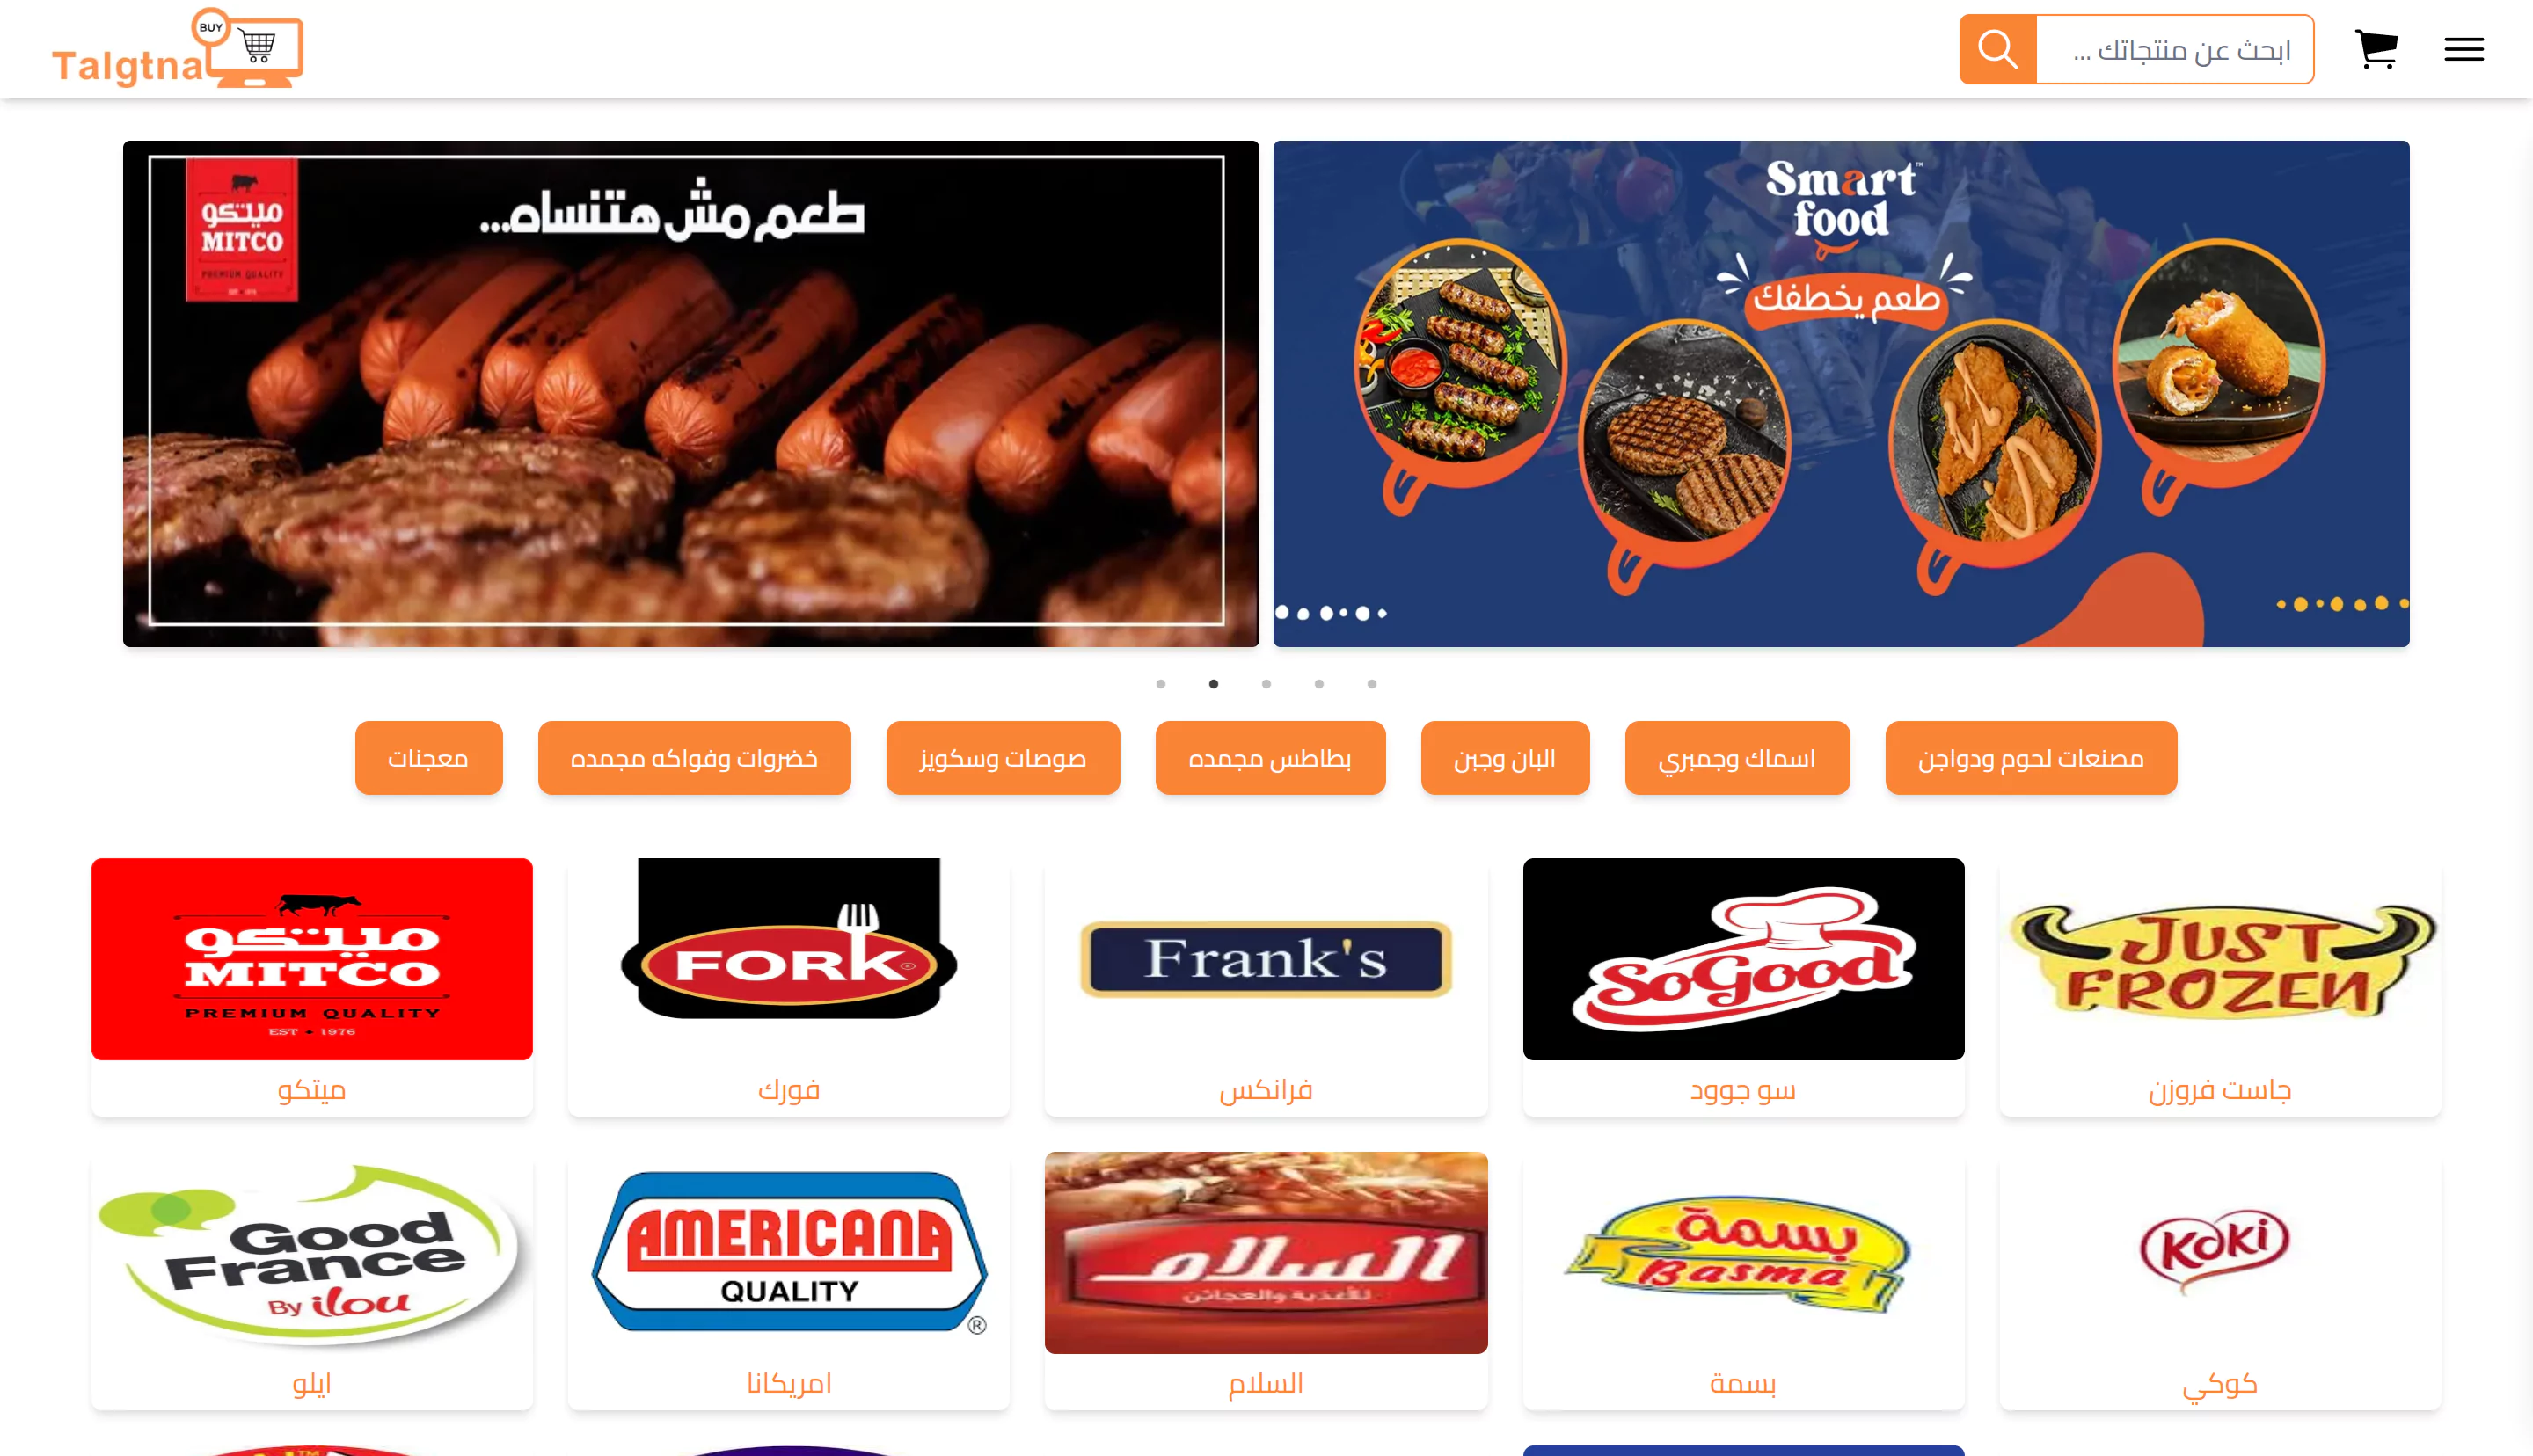 BUY
Talgtna
ابحث عن منتجاتك ...
Smart™
food
طعم يخطفك
ميتكو
MITCO
PREMIUM QUALITY
طعم مش هتنساه...
مصنعات لحوم ودواجن
اسماك وجمبري
البان وجبن
بطاطس مجمده
صوصات وسكويز
خضروات وفواكه مجمده
معجنات
JUST
FROZEN
جاست فروزن
SoGood
سو جوود
Frank's
فرانكس
FORK
فورك
ميتكو
MITCO
PREMIUM QUALITY
EST • 1976
ميتكو
KOKI
كوكي
بسمة
Basma
بسمة
السلام
للأغذية والعجائن
السلام
AMERICANA
QUALITY
®
امريكانا
Good
France
By ilou
ايلو